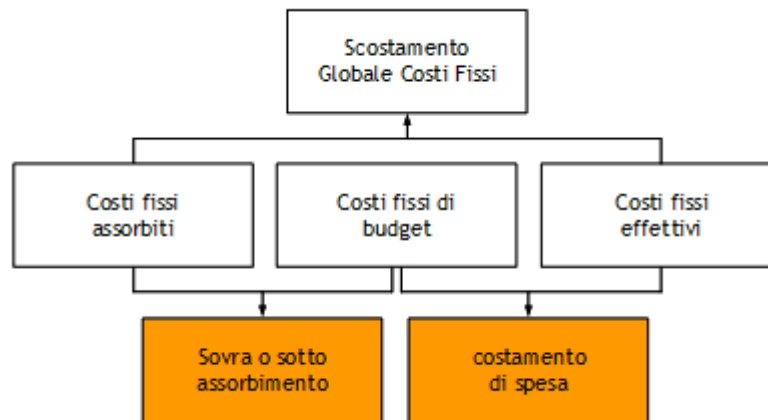 Scostamento
Globale Costi Fissi
Costi fissi
assorbiti
Costi fissi di
budget
Costi fissi
effettivi
Sovra o sotto
assorbimento
costamento
di spesa